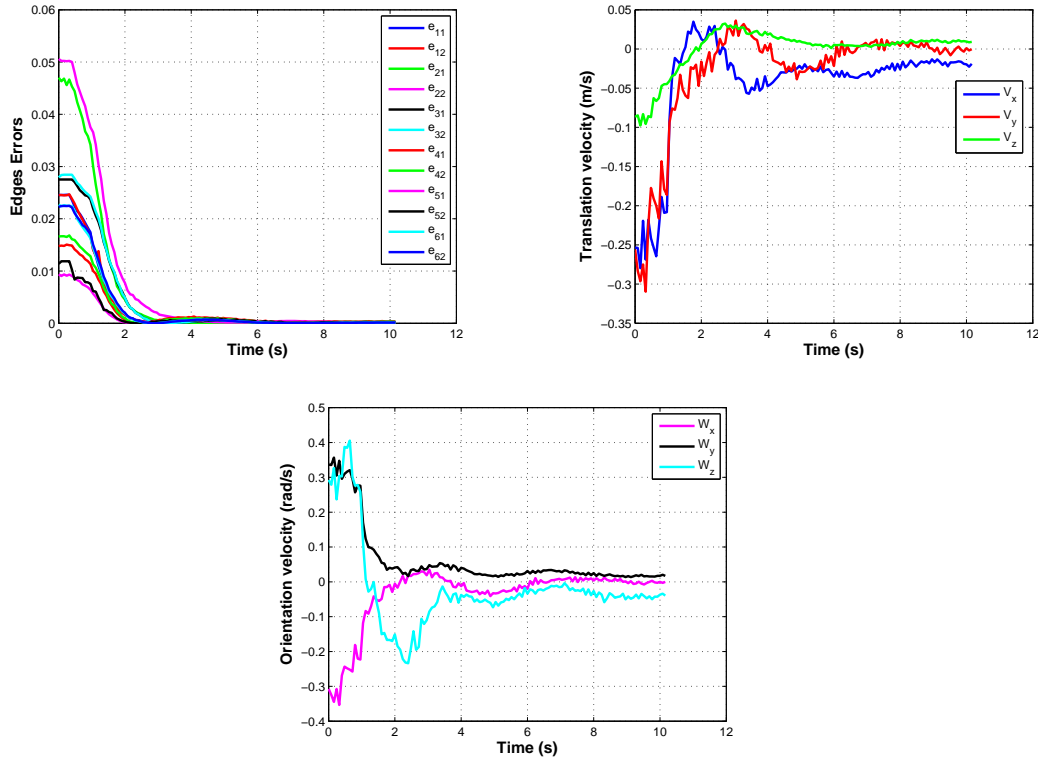 0.06
0.05
0.04
0.03
0.02
0.01
0
0
2
4
6
8
10
12
Edges Errors
Time (s)
e11
e12
e21
e22
e31
e32
e41
e42
e51
e52
e61
e62
0.05
0
−0.05
−0.1
−0.15
−0.2
−0.25
−0.3
−0.35
0
2
4
6
8
10
12
Translation velocity (m/s)
Time (s)
Vx
Vy
Vz
0.5
0.4
0.3
0.2
0.1
0
−0.1
−0.2
−0.3
−0.4
0
2
4
6
8
10
12
Orientation velocity (rad/s)
Time (s)
Wx
Wy
Wz